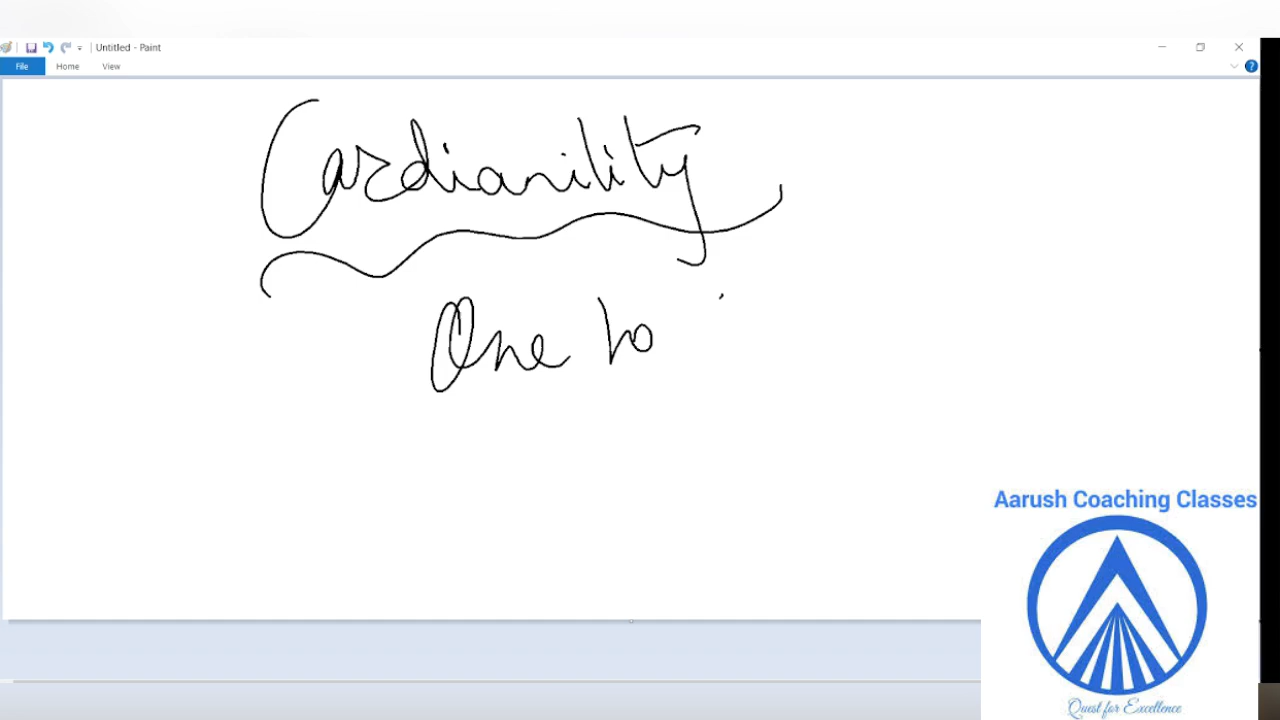 Untitled - Paint
File Home View
Cardianility
One to
Aarush Coaching Classes
Quest for Excellence